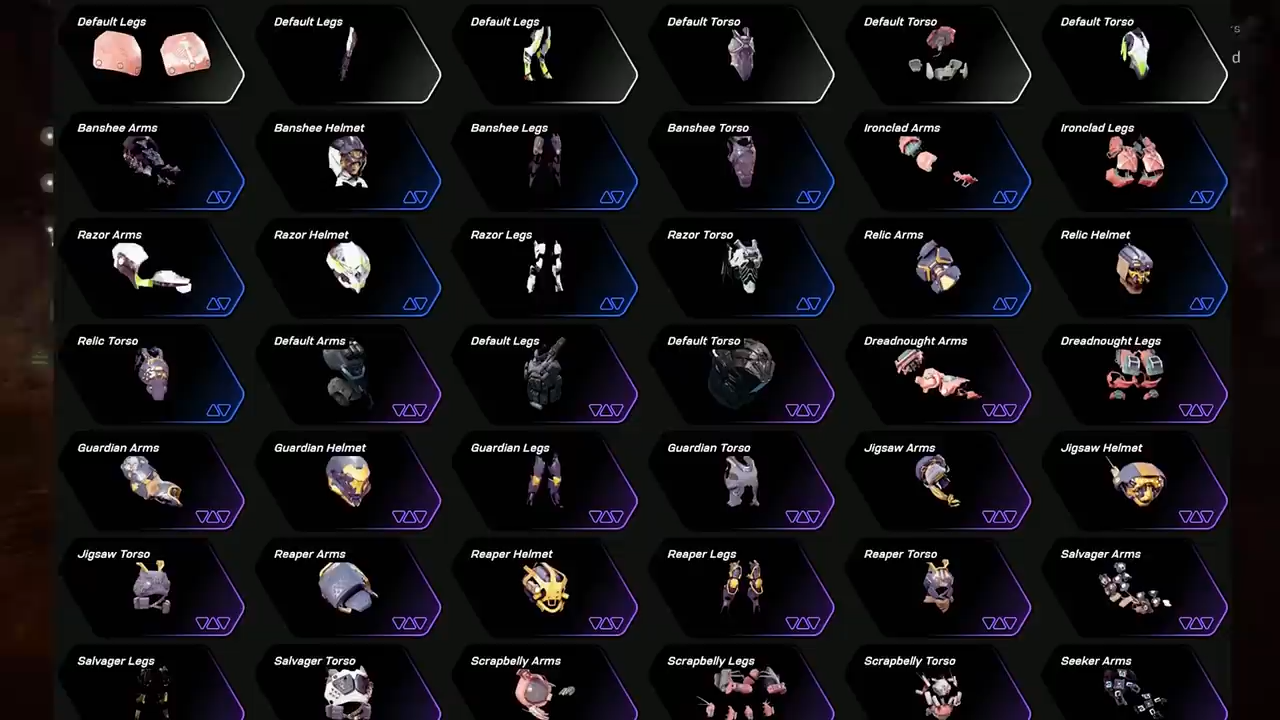 Default Legs
Default Legs
Default Legs
Default Torso
Default Torso
Default Torso
Banshee Arms
Banshee Helmet
Banshee Legs
Banshee Torso
Ironclad Arms
Ironclad Legs
Razor Arms
Razor Helmet
Razor Legs
Razor Torso
Relic Arms
Relic Helmet
Relic Torso
Default Arms
Default Legs
Default Torso
Dreadnought Arms
Dreadnought Legs
Guardian Arms
Guardian Helmet
Guardian Legs
Guardian Torso
Jigsaw Arms
Jigsaw Helmet
Jigsaw Torso
Reaper Arms
Reaper Helmet
Reaper Legs
Reaper Torso
Salvager Arms
Salvager Legs
Salvager Torso
Scrapbelly Arms
Scrapbelly Legs
Scrapbelly Torso
Seeker Arms